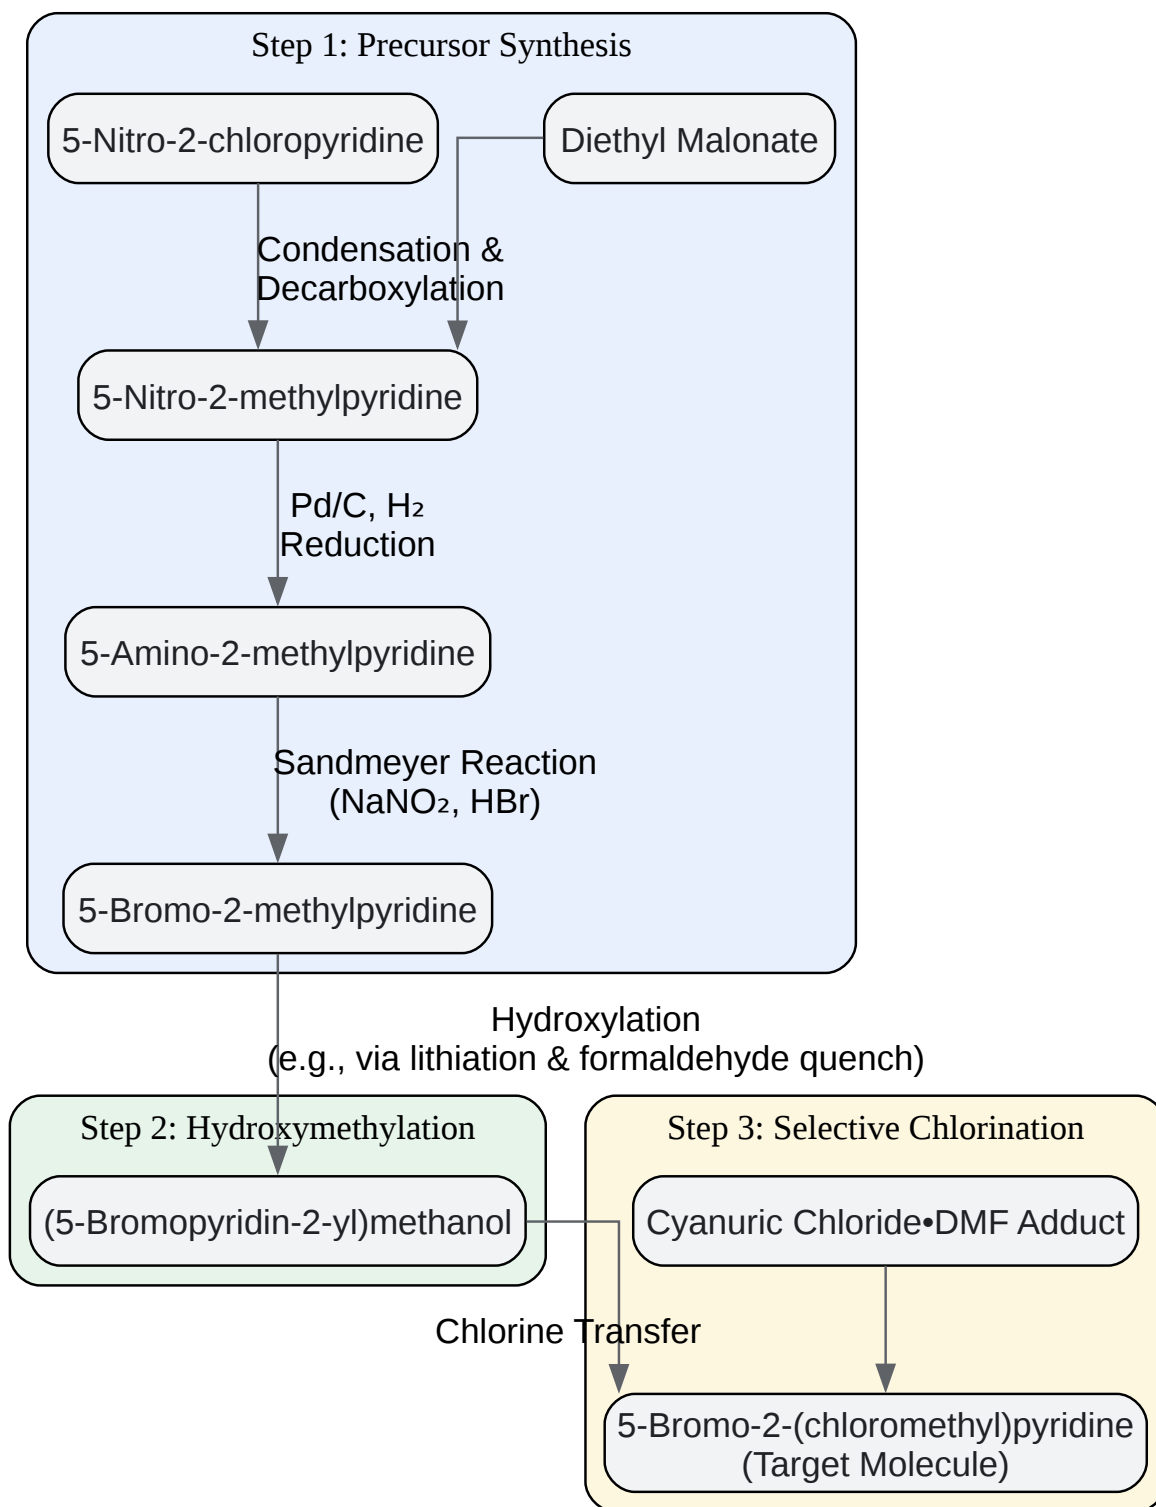 Step 1: Precursor Synthesis
5-Nitro-2-chloropyridine
Diethyl Malonate
Condensation &
Decarboxylation
5-Nitro-2-methylpyridine
Pd/C, H₂
Reduction
5-Amino-2-methylpyridine
Sandmeyer Reaction
(NaNO₂, HBr)
5-Bromo-2-methylpyridine
Hydroxylation
(e.g., via lithiation & formaldehyde quench)
Step 2: Hydroxymethylation
(5-Bromopyridin-2-yl)methanol
Step 3: Selective Chlorination
Cyanuric Chloride•DMF Adduct
Chlorine Transfer
5-Bromo-2-(chloromethyl)pyridine
(Target Molecule)